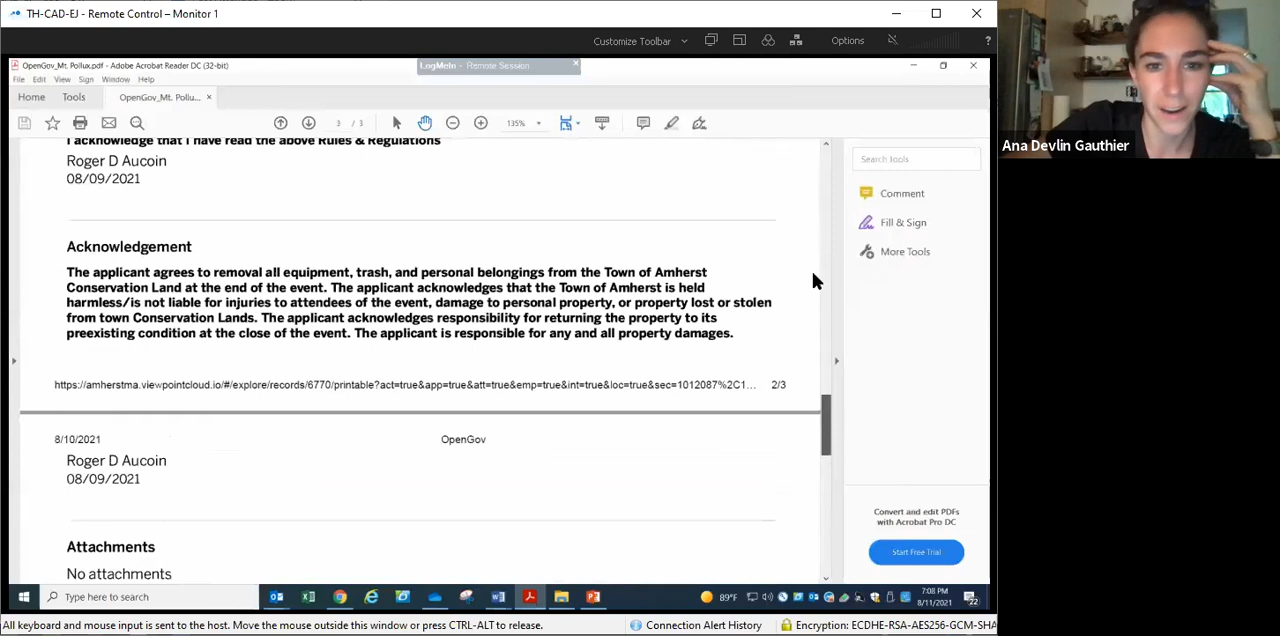 TH-CAD-EJ - Remote Control - Monitor 1
Customize Toolbar
Options
?
OpenGov_Mt. Pollux.pdf - Adobe Acrobat Reader DC (32-bit)
LogMeIn - Remote Session
File Edit View Sign Window Help
Home Tools OpenGov_Mt. Pollu... ×
/ 3
135%
I acknowledge that I have read the above Rules & Regulations
Roger D Aucoin
08/09/2021
Acknowledgement
The applicant agrees to removal all equipment, trash, and personal belongings from the Town of Amherst
Conservation Land at the end of the event. The applicant acknowledges that the Town of Amherst is held
harmless/is not liable for injuries to attendees of the event, damage to personal property, or property lost or stolen
from town Conservation Lands. The applicant acknowledges responsibility for returning the property to its
preexisting condition at the close of the event. The applicant is responsible for any and all property damages.
https://amherstma.viewpointcloud.io/#/explore/records/6770/printable?act=true&app=true&att=true&emp=true&int=true&loc=true&sec=1012087%2C1... 2/3
8/10/2021 OpenGov
Roger D Aucoin
08/09/2021
Attachments
No attachments
Search tools
Comment
Fill & Sign
More Tools
Convert and edit PDFs
with Acrobat Pro DC
Start Free Trial
Ana Devlin Gauthier
Type here to search
89°F
7:08 PM
8/11/2021
22
All keyboard and mouse input is sent to the host. Move the mouse outside this window or press CTRL-ALT to release.
Connection Alert History
Encryption: ECDHE-RSA-AES256-GCM-SHA